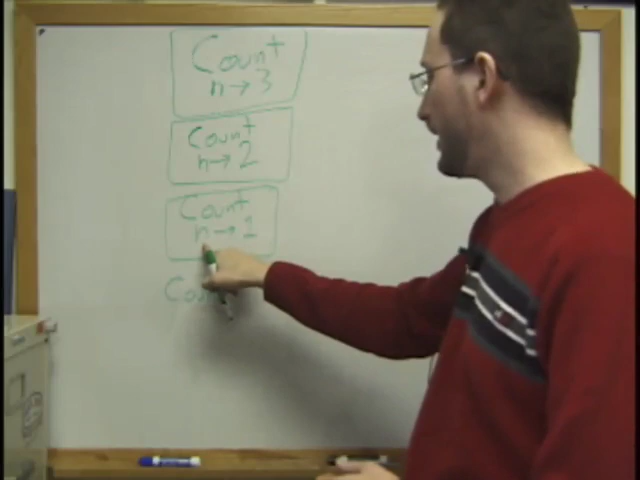 Count
n → 3
Count
n → 2
Count
n → 1